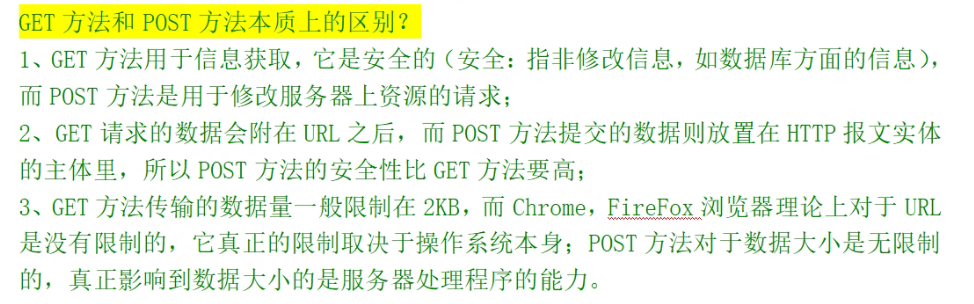 GET 方法和 POST 方法本质上的区别？
1、GET 方法用于信息获取，它是安全的（安全：指非修改信息，如数据库方面的信息），
而 POST 方法是用于修改服务器上资源的请求；
2、GET 请求的数据会附在 URL 之后，而 POST 方法提交的数据则放置在 HTTP 报文实体
的主体里，所以 POST 方法的安全性比 GET 方法要高；
3、GET 方法传输的数据量一般限制在 2KB，而 Chrome，FireFox 浏览器理论上对于 URL
是没有限制的，它真正的限制取决于操作系统本身；POST 方法对于数据大小是无限制
的，真正影响到数据大小的是服务器处理程序的能力。